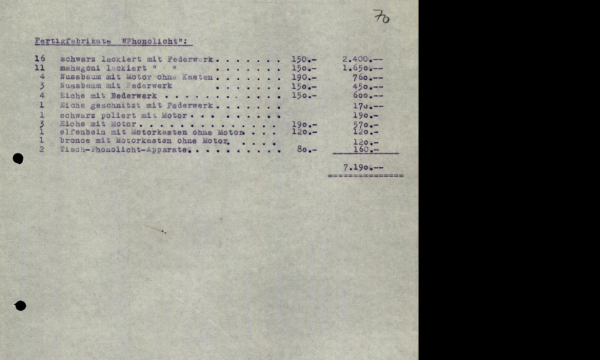 70
Fertigfabrikate "Phonolicht":
16 schwarz lackiert mit Federwerk. . . . . . . 150.- 2.400.--
11 mahagoni lackiert " " . . . . . . . 150.- 1.650.--
4 Nussbaum mit Motor ohne Kasten. . . . . . . 190.- 760.--
3 Nussbaum mit Federwerk . . . . . . . 150.- 450.--
4 Eiche mit Federwerk . . . . . . . . . . . . 150.- 600.--
1 Eiche geschnitzt mit Federwerk. . . . . . . 170.--
1 schwarz poliert mit Motor . . . . . . . . . 190.-
3 Eiche mit Motor. . . . . . . . . . . . . . 190.- 570.--
1 elfenbein mit Motorkasten ohne Motor . . . 120.- 120.-
1 bronce mit Motorkasten ohne Motor. . . . . 120.--
2 Tisch-Phonolicht-Apparate. . . . . . . . . 80.- 160.--
7.190.--